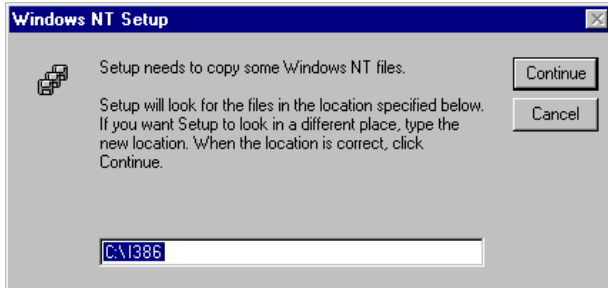 Windows NT Setup
Setup needs to copy some Windows NT files.
Continue
Setup will look for the files in the location specified below.
If you want Setup to look in a different place, type the
new location. When the location is correct, click
Continue.
Cancel
C:\I386